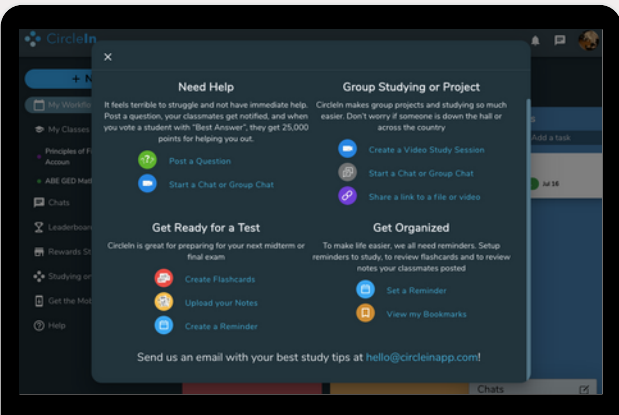 CircleIn
My Workflo
My Classes
Principles of F
Accoun
ABE GED Mat
Chats
Leaderboar
Rewards St
Studying on
Get the Mo
Help
Need Help
It feels terrible to struggle and not have immediate help.
Post a question, your classmates get notified, and when
you vote a student with “Best Answer”, they get 25,000
points for helping you out.
Post a Question
Start a Chat or Group Chat
Group Studying or Project
CircleIn makes group projects and studying so much
easier. Don't worry if someone is down the hall or
across the country
Create a Video Study Session
Start a Chat or Group Chat
Share a link to a file or video
Get Ready for a Test
CircleIn is great for preparing for your next midterm or
final exam
Create Flashcards
Upload your Notes
Create a Reminder
Get Organized
To make life easier, we all need reminders. Setup
reminders to study, to review flashcards and to review
notes your classmates posted
Set a Reminder
View my Bookmarks
Send us an email with your best study tips at hello@circleinapp.com!
Add a task
Jul 16
Chats